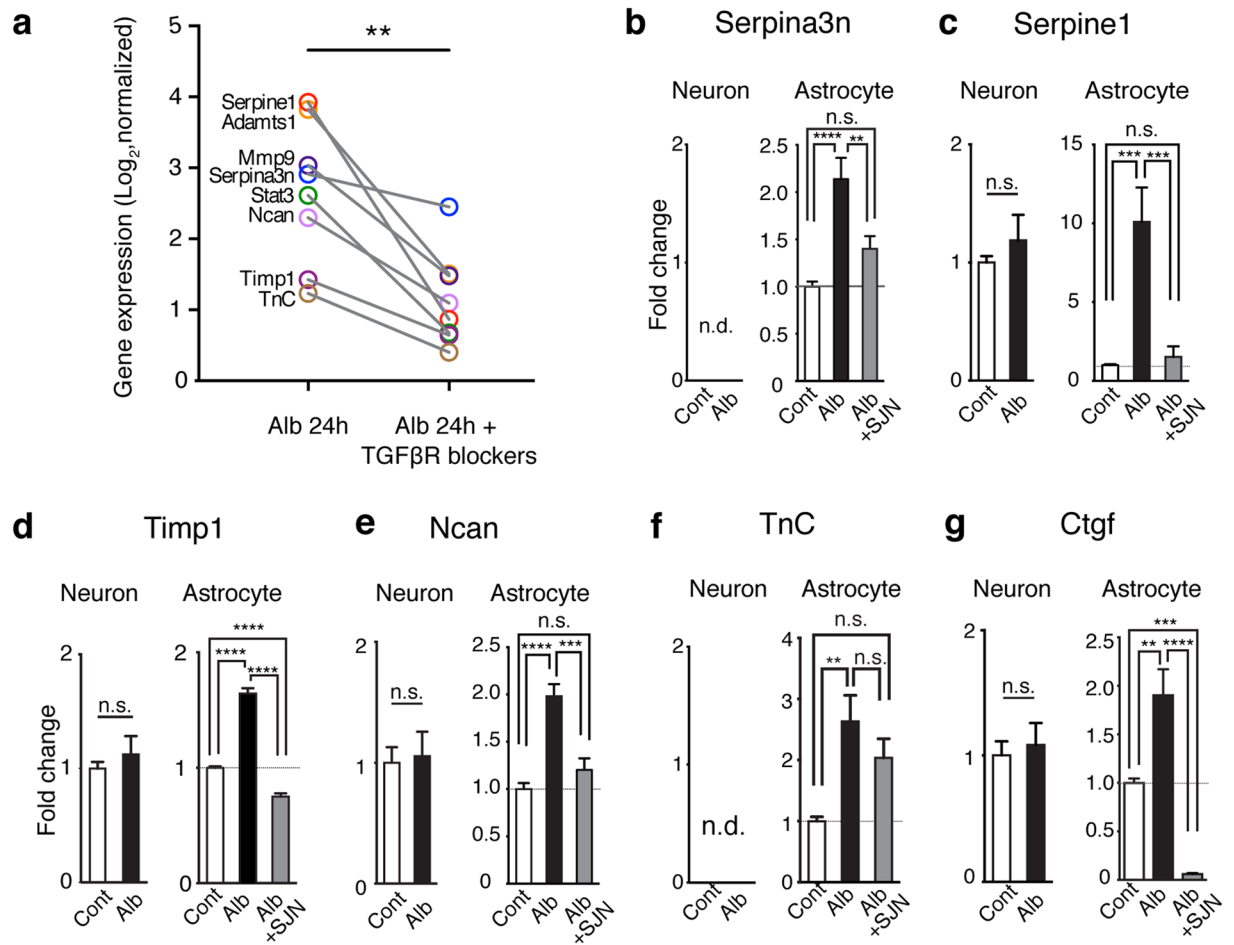 a
Gene expression (Log2,normalized)
5
4
3
2
1
0
**
Serpine1
Adamts1
Mmp9
Serpina3n
Stat3
Ncan
Timp1
TnC
Alb 24h
Alb 24h +
TGFβR blockers
b
Serpina3n
Neuron
Astrocyte
Fold change
2
1
0
n.d.
Cont
Alb
n.s.
****
**
2.5
2.0
1.5
1.0
0.5
0
Cont
Alb
Alb
+SJN
c
Serpine1
Neuron
Astrocyte
2
1
0
n.s.
Cont
Alb
n.s.
***
***
15
10
5
0
Cont
Alb
Alb
+SJN
d
Timp1
Neuron
Astrocyte
Fold change
2
1
0
n.s.
Cont
Alb
****
****
****
2
1
0
Cont
Alb
Alb
+SJN
e
Ncan
Neuron
Astrocyte
2
1
0
n.s.
Cont
Alb
n.s.
****
***
2.5
2.0
1.5
1.0
0.5
0
Cont
Alb
Alb
+SJN
f
TnC
Neuron
Astrocyte
2
1
0
n.d.
Cont
Alb
n.s.
**
n.s.
4
3
2
1
0
Cont
Alb
Alb
+SJN
g
Ctgf
Neuron
Astrocyte
2
1
0
n.s.
Cont
Alb
***
**
****
2.5
2.0
1.5
1.0
0.5
0
Cont
Alb
Alb
+SJN